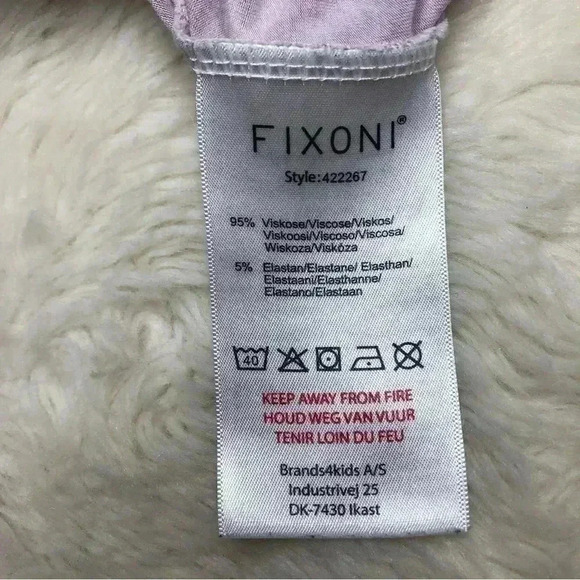 FIXONI®
Style:422267
95% Viskose/Viscose/Viskos/
Viskoosi/Viscoso/Viscosa/
Wiskoza/Viskóza
5% Elastan/Elastane/ Elasthan/
Elastaani/Elasthanne/
Elastano/Elastaan
40
KEEP AWAY FROM FIRE
HOUD WEG VAN VUUR
TENIR LOIN DU FEU
Brands4kids A/S
Industrivej 25
DK-7430 Ikast